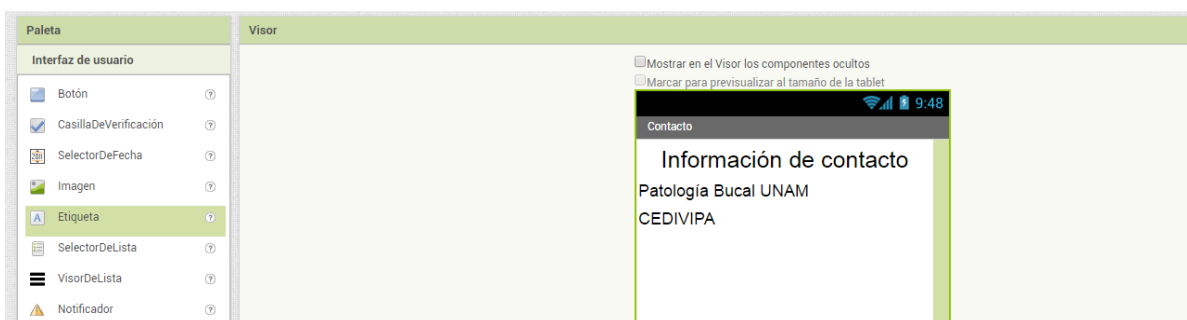 Paleta
Interfaz de usuario
Botón ?
CasillaDeVerificación ?
SelectorDeFecha ?
Imagen ?
A Etiqueta ?
SelectorDeLista ?
VisorDeLista ?
Notificador ?
Visor
Mostrar en el Visor los componentes ocultos
Marcar para previsualizar al tamaño de la tablet
9:48
Contacto
Información de contacto
Patología Bucal UNAM
CEDIVIPA